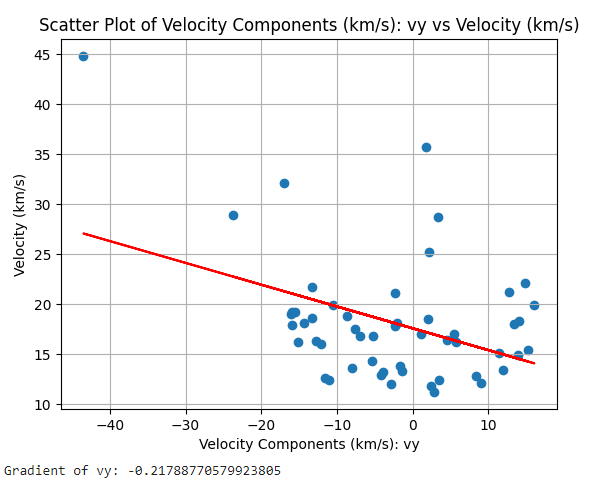 Scatter Plot of Velocity Components (km/s): vy vs Velocity (km/s)
45
40
35
30
25
20
15
10
Velocity (km/s)
−40 −30 −20 −10 0 10
Velocity Components (km/s): vy
Gradient of vy: -0.21788770579923805